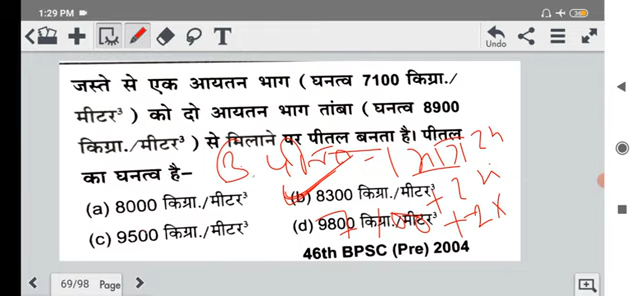 1:29 PM
Undo
जस्ते से एक आयतन भाग ( घनत्व 7100 किग्रा./
मीटर³ ) को दो आयतन भाग तांबा ( घनत्व 8900
किग्रा./मीटर³ ) से मिलाने पर पीतल बनता है। पीतल
का घनत्व है-
(a) 8000 किग्रा./मीटर³
(b) 8300 किग्रा./मीटर³
(c) 9500 किग्रा./मीटर³
(d) 9800 किग्रा./मीटर³
46th BPSC (Pre) 2004
69/98 Page